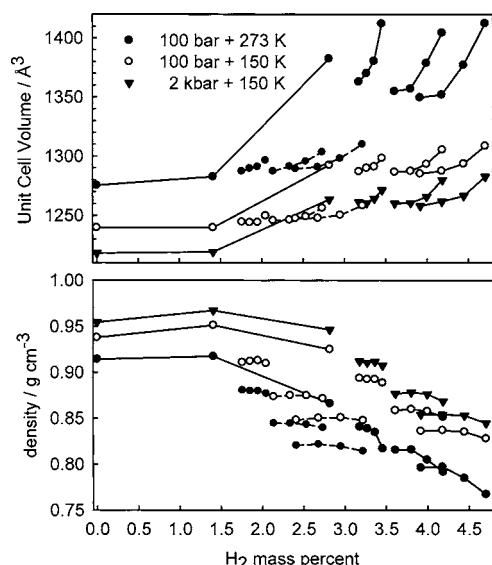 1400
1350
1300
1250
Unit Cell Volume / Å³
100 bar + 273 K
100 bar + 150 K
2 kbar + 150 K
1.00
0.95
0.90
0.85
0.80
0.75
density / g cm⁻³
0.0 0.5 1.0 1.5 2.0 2.5 3.0 3.5 4.0 4.5
H₂ mass percent